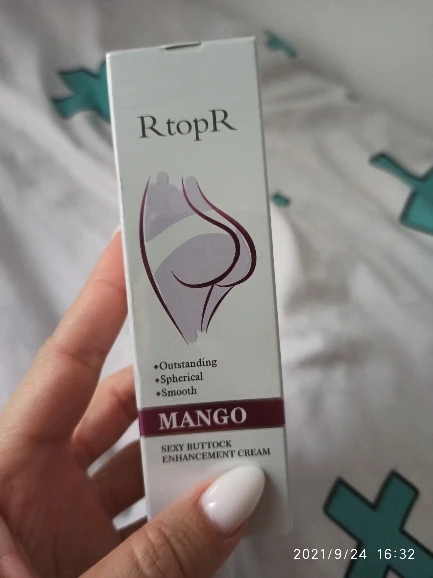 RtopR
•Outstanding
•Spherical
•Smooth
MANGO
SEXY BUTTOCK
ENHANCEMENT CREAM
2021/9/24 16:32